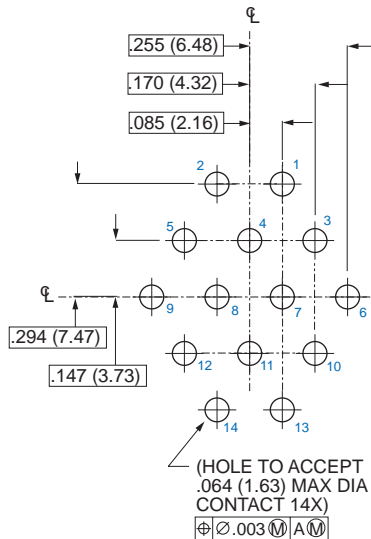 ℄
.255 (6.48)
.170 (4.32)
.085 (2.16)
2 1
5 4 3
℄
9 8 7 6
.294 (7.47)
.147 (3.73)
12 11 10
14 13
(HOLE TO ACCEPT
.064 (1.63) MAX DIA
CONTACT 14X)
⌖ ∅.003 Ⓜ A Ⓜ